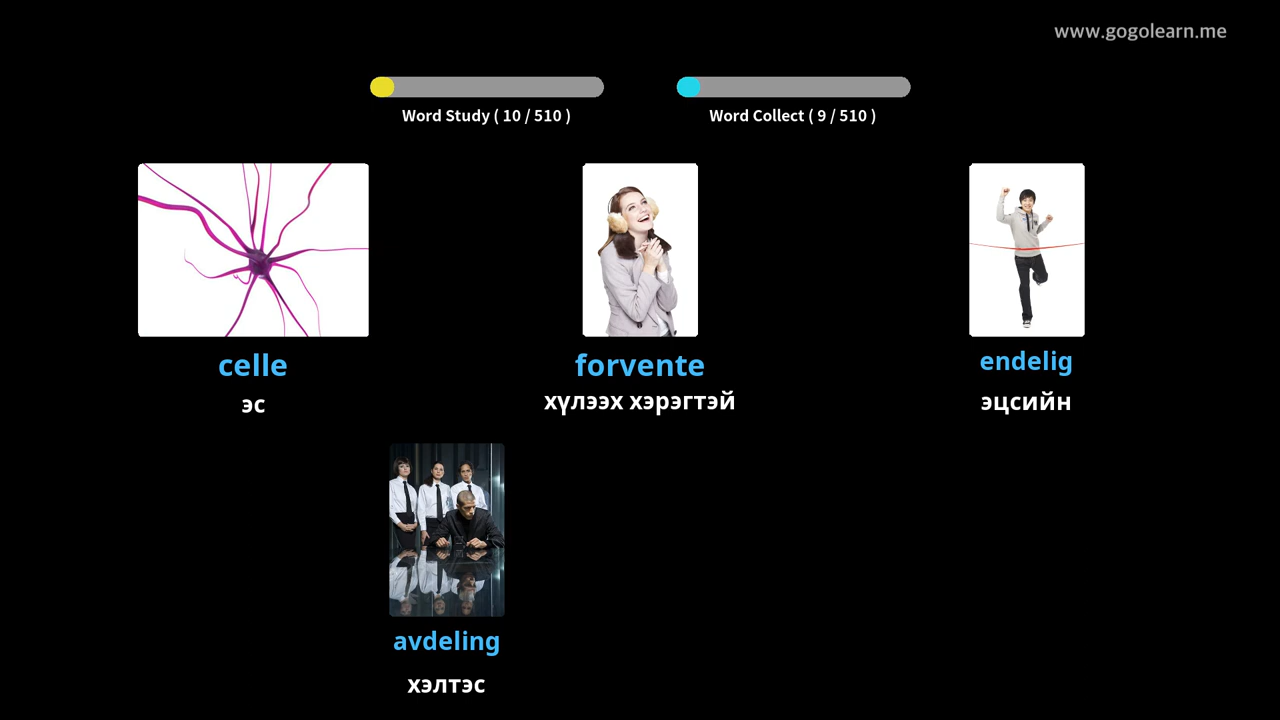 www.gogolearn.me
Word Study ( 10 / 510 )
Word Collect ( 9 / 510 )
celle
эс
forvente
хүлээх хэрэгтэй
endelig
эцсийн
avdeling
хэлтэс